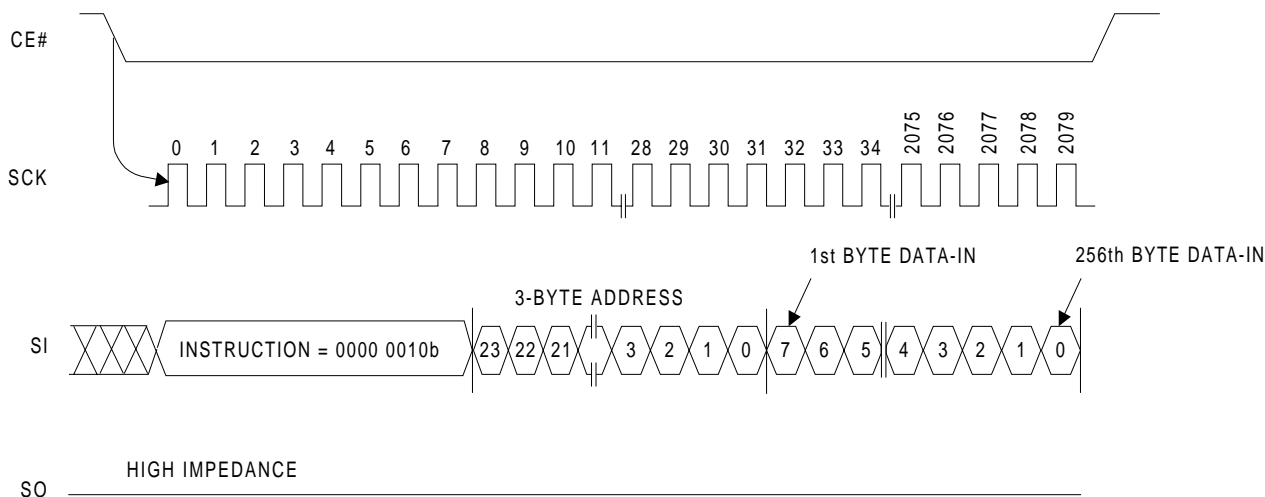 CE#
0 1 2 3 4 5 6 7 8 9 10 11 28 29 30 31 32 33 34 2075 2076 2077 2078 2079
SCK
1st BYTE DATA-IN 256th BYTE DATA-IN
3-BYTE ADDRESS
SI INSTRUCTION = 0000 0010b 23 22 21 3 2 1 0 7 6 5 4 3 2 1 0
HIGH IMPEDANCE
SO